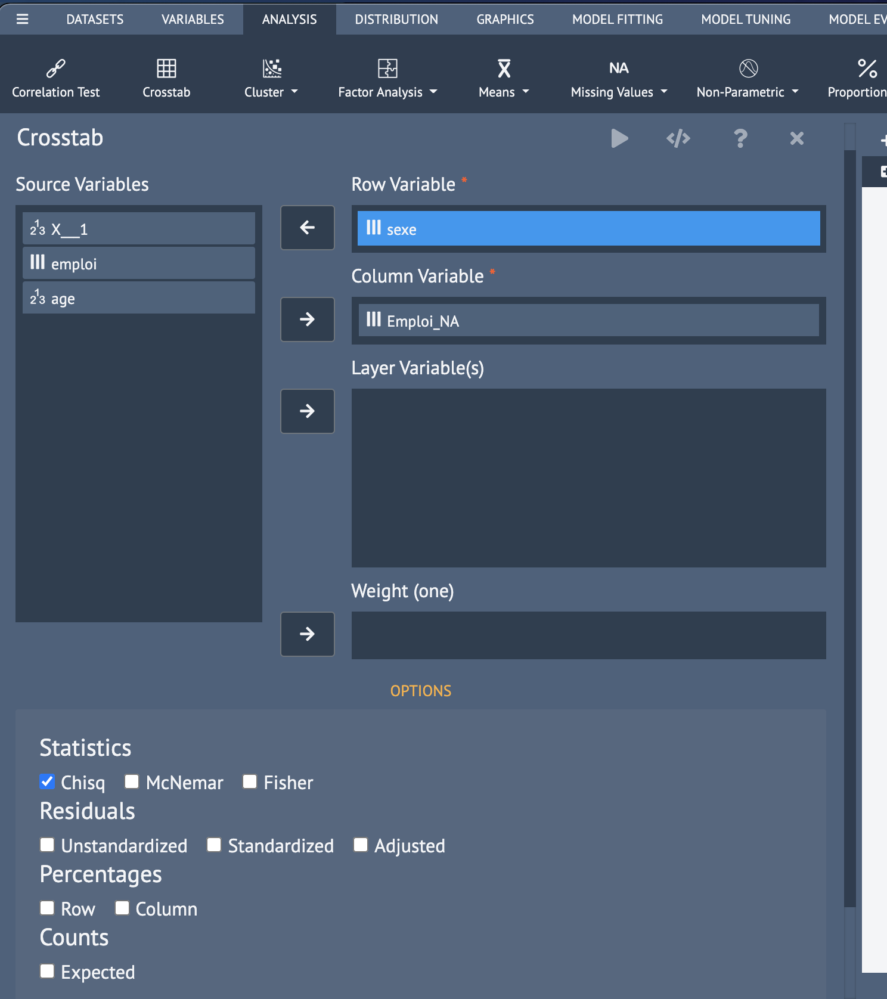 DATASETS VARIABLES ANALYSIS DISTRIBUTION GRAPHICS MODEL FITTING MODEL TUNING MODEL EV
NA
Correlation Test Crosstab Cluster Factor Analysis Means Missing Values Non-Parametric Proportion
Crosstab
Source Variables
X__1
emploi
age
Row Variable *
sexe
Column Variable *
Emploi_NA
Layer Variable(s)
Weight (one)
OPTIONS
Statistics
Chisq McNemar Fisher
Residuals
Unstandardized Standardized Adjusted
Percentages
Row Column
Counts
Expected